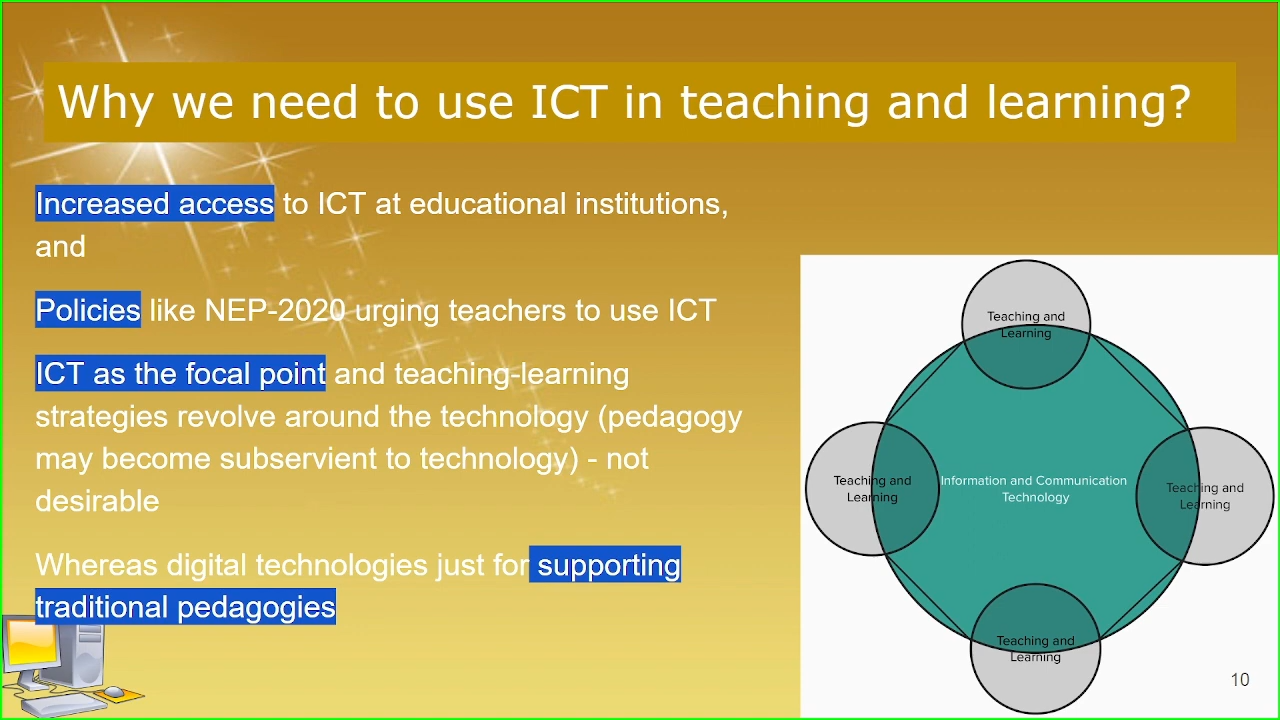 Why we need to use ICT in teaching and learning?
Increased access to ICT at educational institutions,
and
Policies like NEP-2020 urging teachers to use ICT
ICT as the focal point and teaching-learning
strategies revolve around the technology (pedagogy
may become subservient to technology) - not
desirable
Whereas digital technologies just for supporting
traditional pedagogies
Teaching and
Learning
Teaching and
Learning
Information and Communication
Technology
Teaching and
Learning
Teaching and
Learning
10